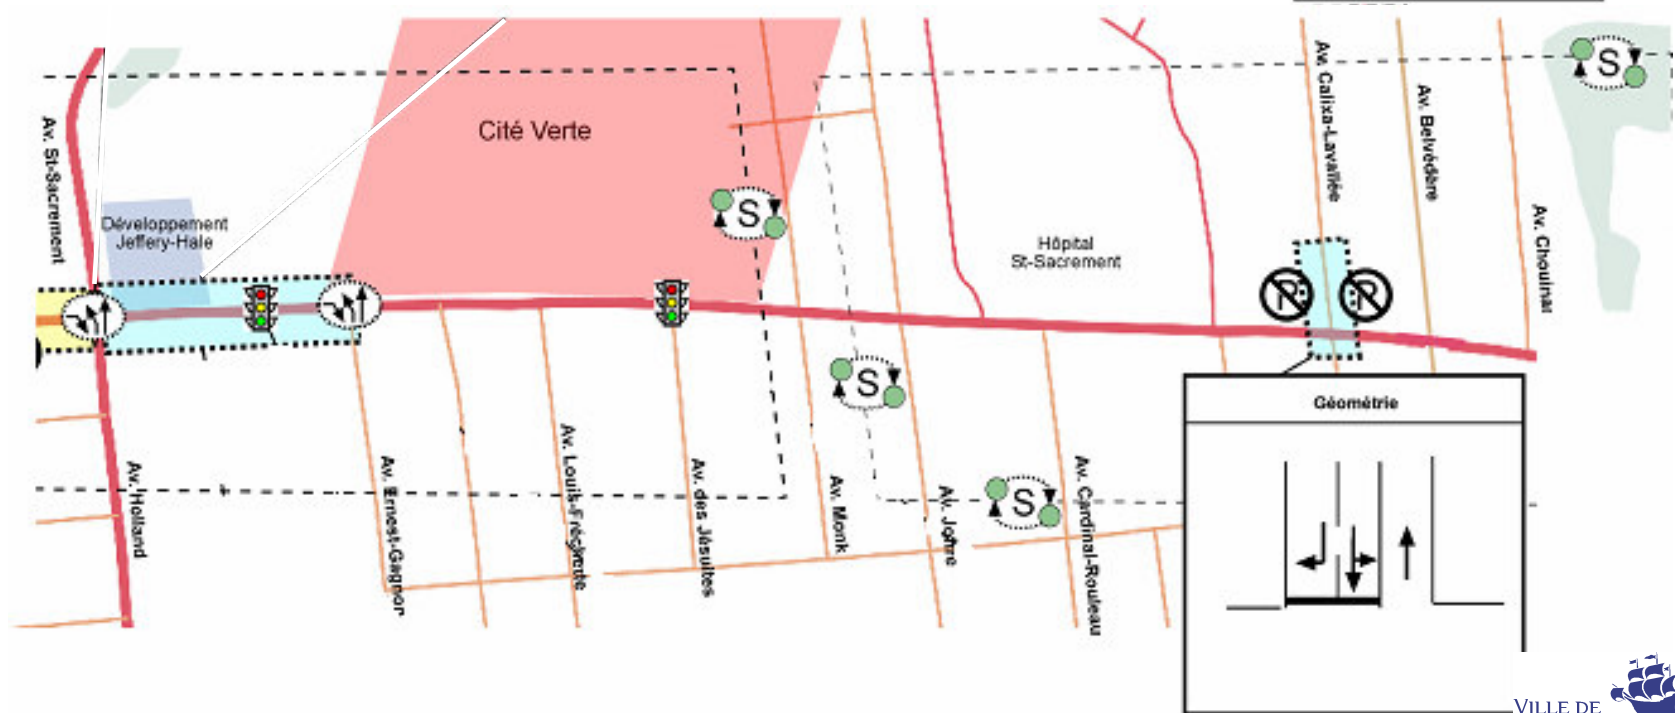 Av. St-Sacrement
Cité Verte
Développement
Jeffery-Hale
S
Hôpital
St-Sacrement
Av. Calixa-Lavallée
Av. Belvédère
Av. Chouinar
S
P
P
S
S
Av. Holland
Av. Ernest-Gagnon
Av. Louis-Fréchette
Av. des Jésuites
Av. Monk
Av. Joffre
Av. Cardinal-Rouleau
Géométrie
VILLE DE